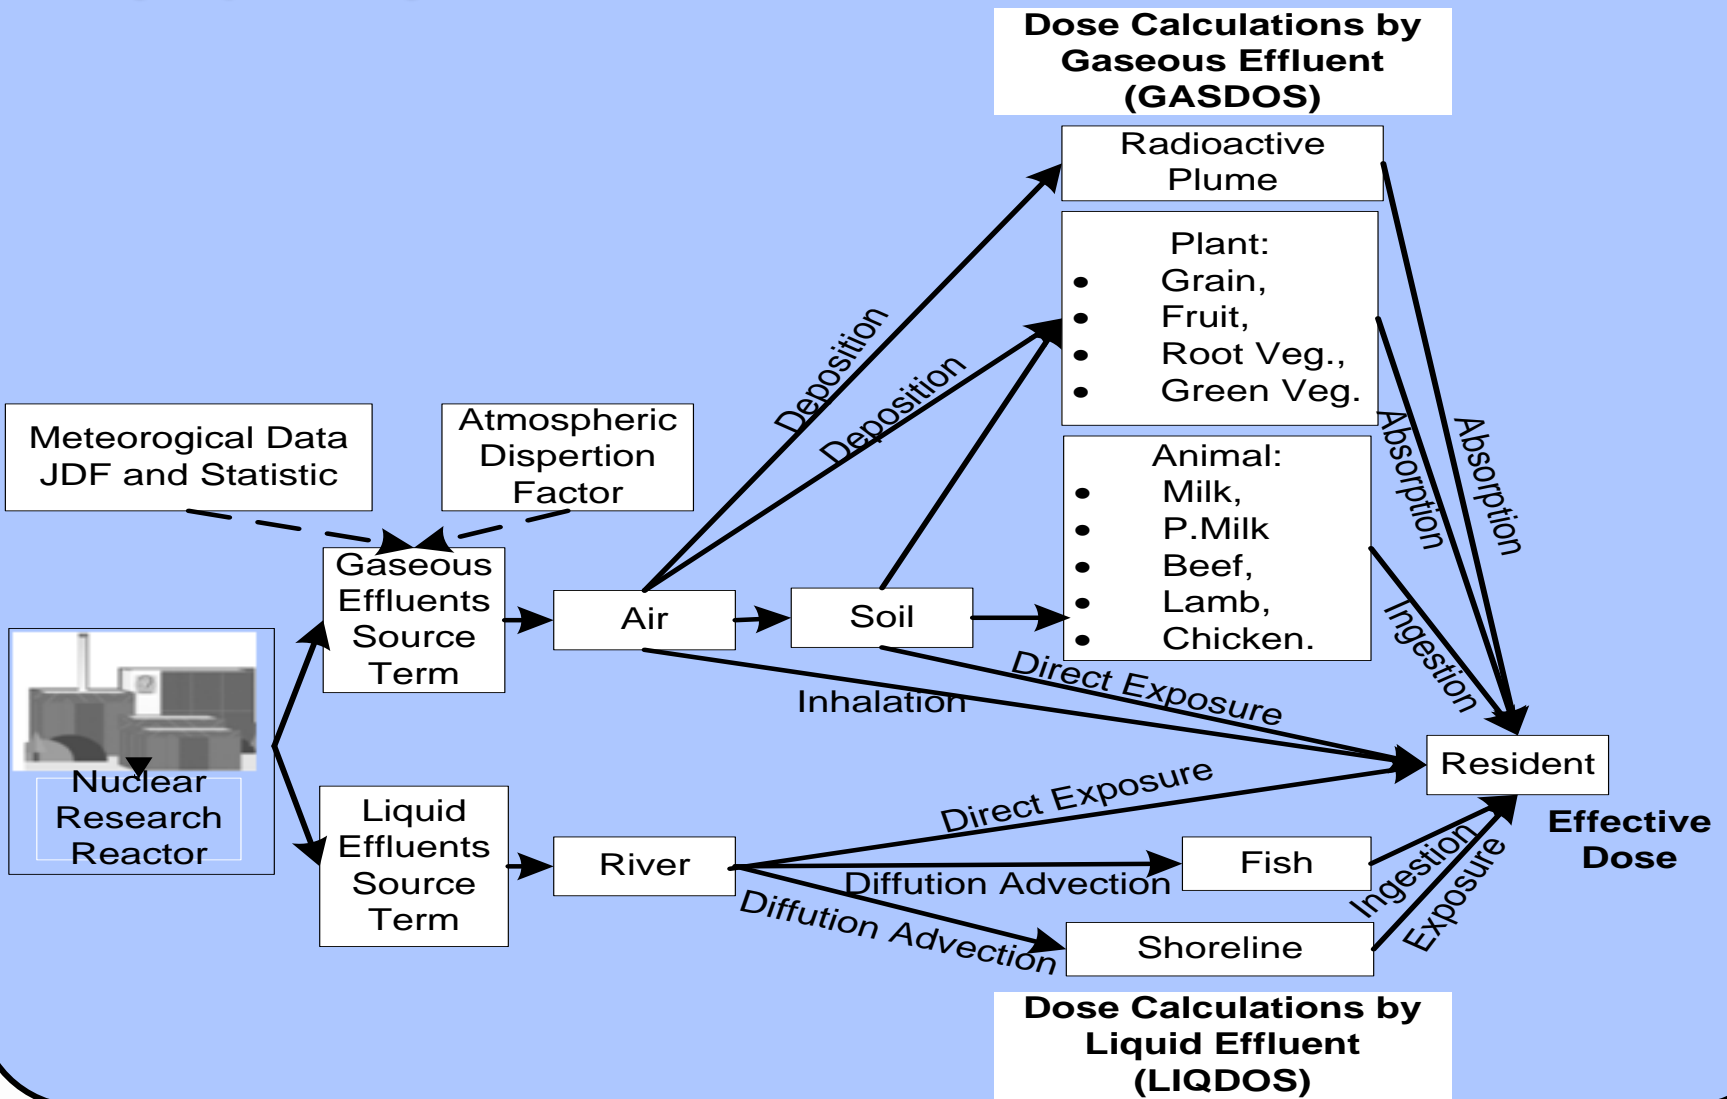 Dose Calculations by
Gaseous Effluent
(GASDOS)
Radioactive
Plume
Plant:
• Grain,
• Fruit,
• Root Veg.,
• Green Veg.
Deposition
Deposition
Absorption
Absorption
Meteorogical Data
JDF and Statistic
Atmospheric
Dispertion
Factor
Animal:
• Milk,
• P.Milk
• Beef,
• Lamb,
• Chicken.
Gaseous
Effluents
Source
Term
Air
Soil
Ingestion
Direct Exposure
Inhalation
Nuclear
Research
Reactor
Resident
Effective
Dose
Liquid
Effluents
Source
Term
River
Direct Exposure
Diffution Advection
Fish
Ingestion
Diffution Advection
Shoreline
Exposure
Dose Calculations by
Liquid Effluent
(LIQDOS)